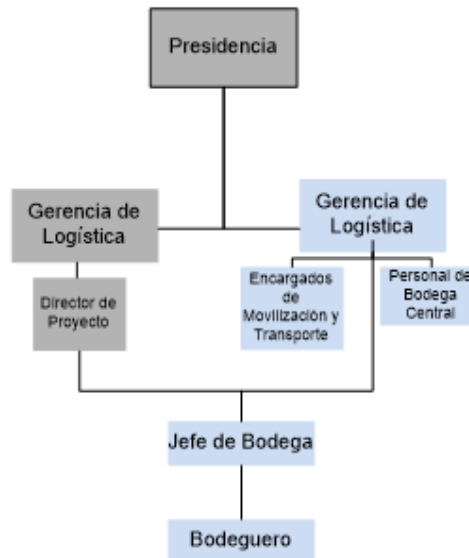 Presidencia
Gerencia de
Logística
Gerencia de
Logística
Director de
Proyecto
Encargados
de
Movilización y
Transporte
Personal de
Bodega
Central
Jefe de Bodega
Bodeguero